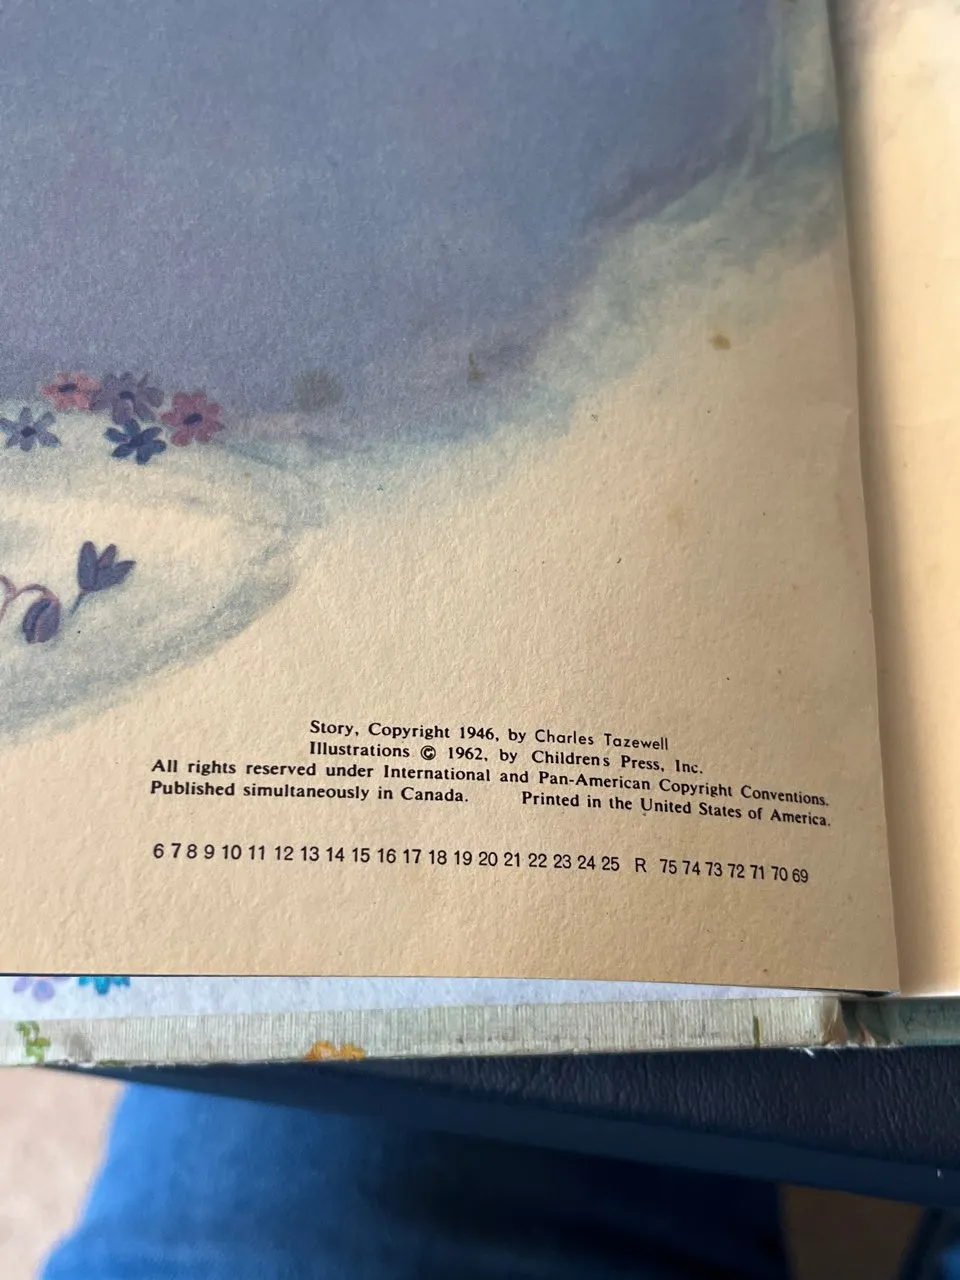 Story, Copyright 1946, by Charles Tazewell
Illustrations © 1962, by Childrens Press, Inc.
All rights reserved under International and Pan-American Copyright Conventions.
Published simultaneously in Canada. Printed in the United States of America.
6 7 8 9 10 11 12 13 14 15 16 17 18 19 20 21 22 23 24 25 R 75 74 73 72 71 70 69